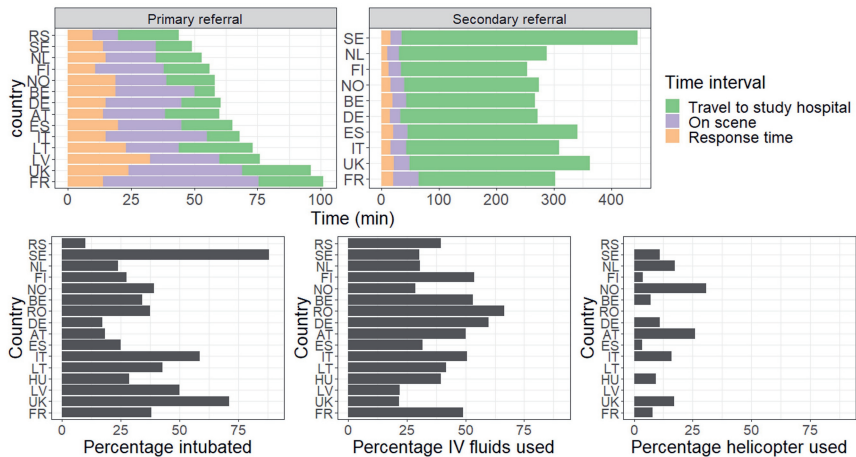 Primary referral
Secondary referral
country
RS
SE
NL
FI
NO
BE
DE
AT
ES
IT
LT
LV
UK
FR
0 25 50 75 100
SE
NL
FI
NO
BE
DE
ES
IT
UK
FR
0 100 200 300 400
Time (min)
Time interval
Travel to study hospital
On scene
Response time
Country
RS
SE
NL
FI
NO
BE
RO
DE
AT
ES
IT
LT
HU
LV
UK
FR
0 25 50 75
Percentage intubated
Country
RS
SE
NL
FI
NO
BE
RO
DE
AT
ES
IT
LT
HU
LV
UK
FR
0 25 50 75
Percentage IV fluids used
Country
RS
SE
NL
FI
NO
BE
RO
DE
AT
ES
IT
LT
HU
LV
UK
FR
0 25 50 75
Percentage helicopter used